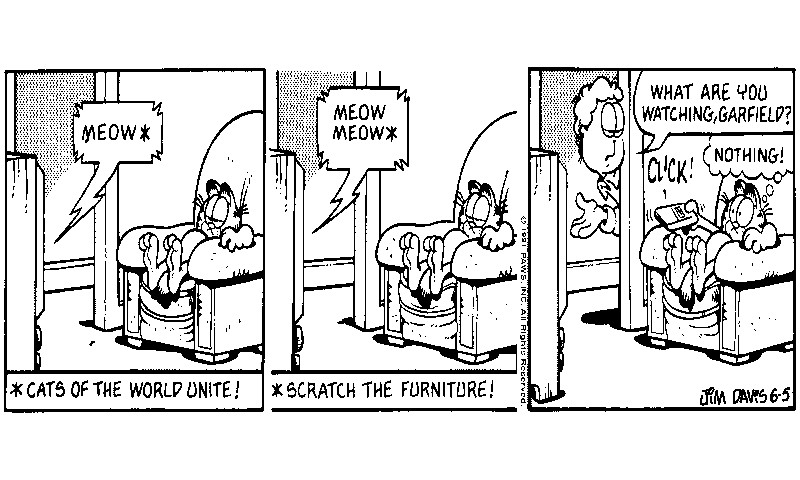 MEOW*
*CATS OF THE WORLD UNITE!
MEOW
MEOW*
*SCRATCH THE FURNITURE!
© 1991 PAWS, INC. All Rights Reserved
WHAT ARE YOU
WATCHING, GARFIELD?
CLICK!
NOTHING!
JIM DAVIS 6-5